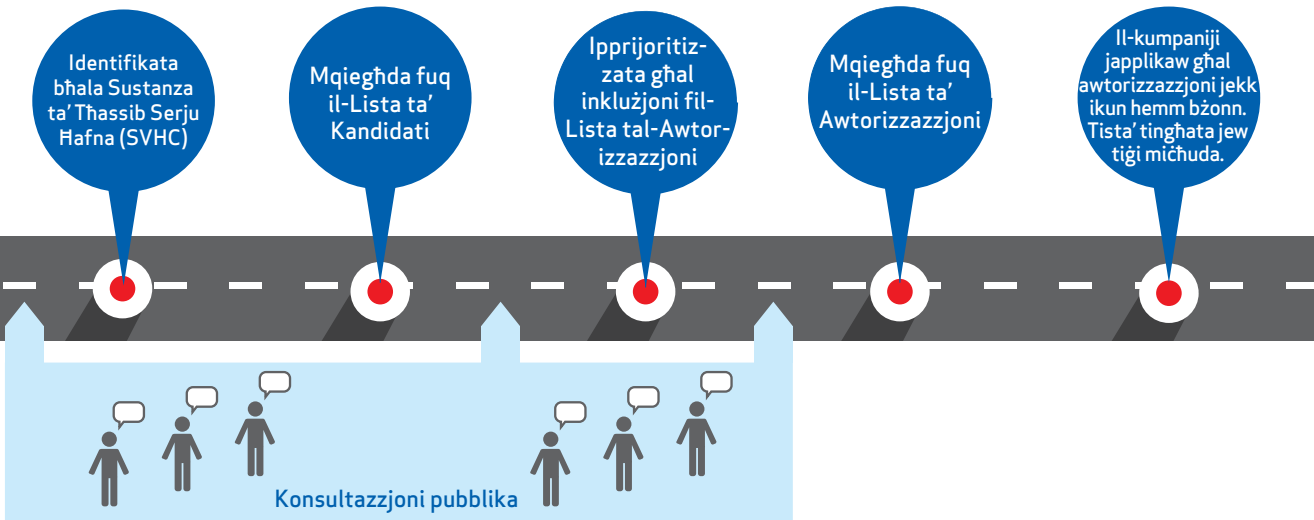 Identifikata
bħala Sustanza
ta’ Tħassib Serju
Ħafna (SVHC)
Mqiegħda fuq
il-Lista ta’
Kandidati
Ipprijoritiz-
zata għal
inklużjoni fil-
Lista tal-Awtor-
izzazzjoni
Mqiegħda fuq
il-Lista ta’
Awtorizzazzjoni
Il-kumpaniji
japplikaw għal
awtorizzazzjoni jekk
ikun hemm bżonn.
Tista’ tingħata jew
tiġi miċħuda.
Konsultazzjoni pubblika